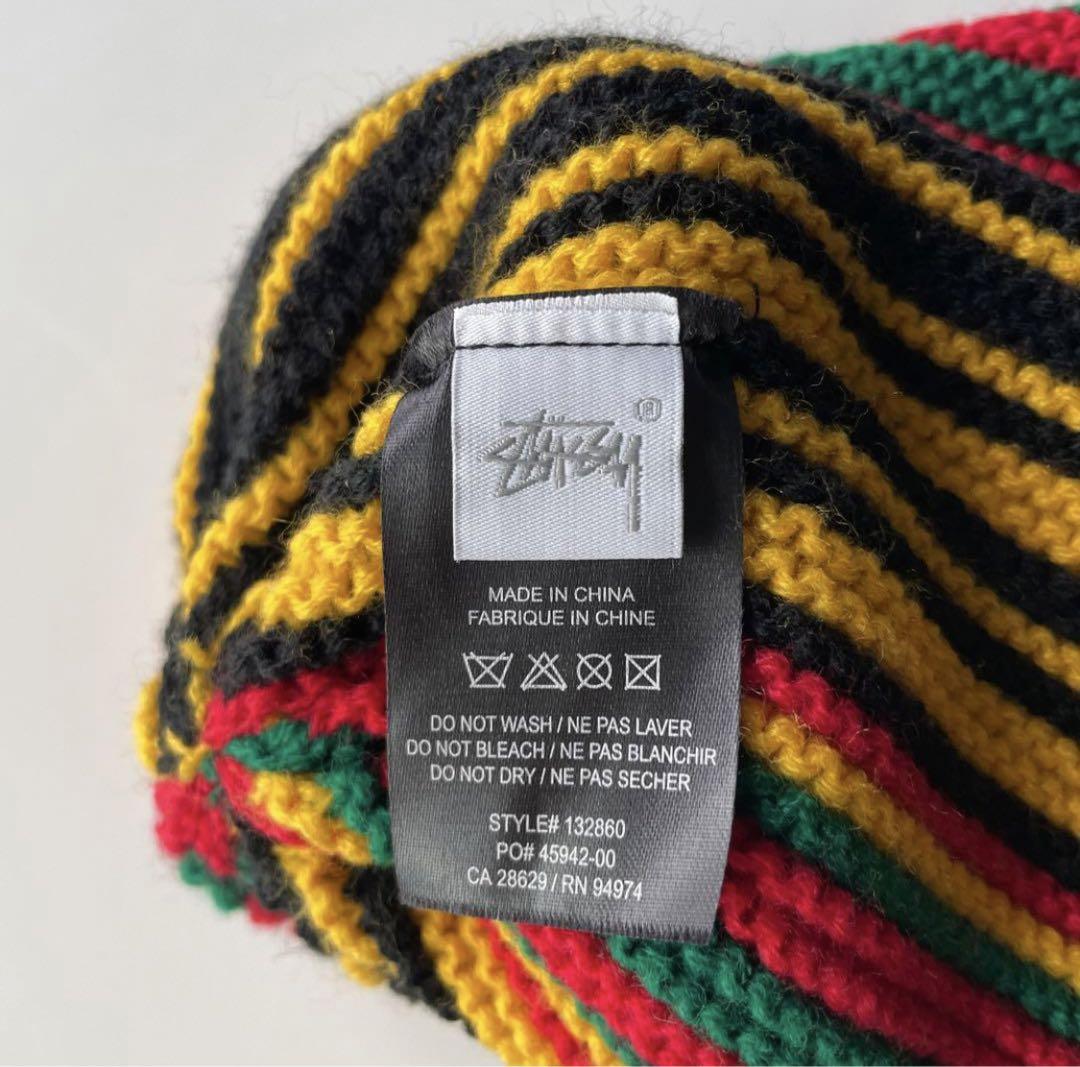 Stüssy ®
MADE IN CHINA
FABRIQUE IN CHINE
DO NOT WASH / NE PAS LAVER
DO NOT BLEACH / NE PAS BLANCHIR
DO NOT DRY / NE PAS SECHER
STYLE# 132860
PO# 45942-00
CA 28629 / RN 94974